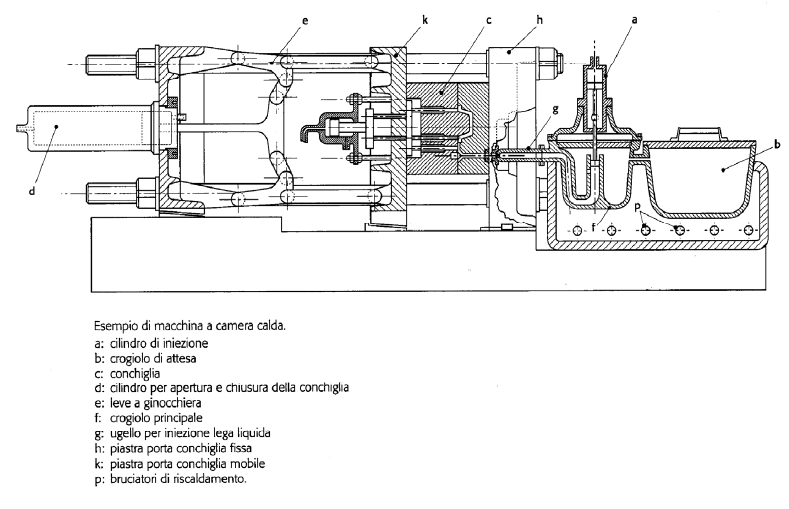 e
k
c
h
a
g
b
d
p
f
Esempio di macchina a camera calda.
a: cilindro di iniezione
b: crogiolo di attesa
c: conchiglia
d: cilindro per apertura e chiusura della conchiglia
e: leve a ginocchiera
f: crogiolo principale
g: ugello per iniezione lega liquida
h: piastra porta conchiglia fissa
k: piastra porta conchiglia mobile
p: bruciatori di riscaldamento.